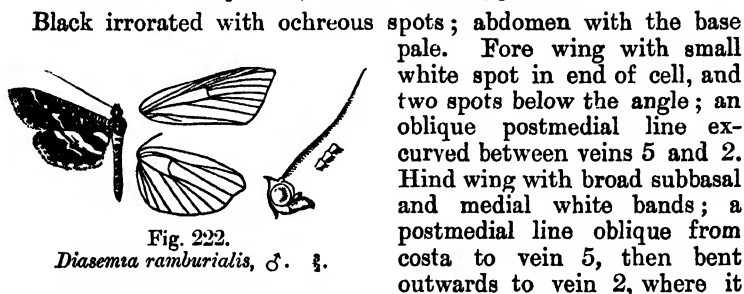 Black irrorated with ochreous spots; abdomen with the base
pale. Fore wing with small
white spot in end of cell, and
two spots below the angle; an
oblique postmedial line ex-
curved between veins 5 and 2.
Hind wing with broad subbasal
and medial white bands; a
postmedial line oblique from
costa to vein 5, then bent
outwards to vein 2, where it
Fig. 222.
Diasemia ramburialis, ♂. 3/2.